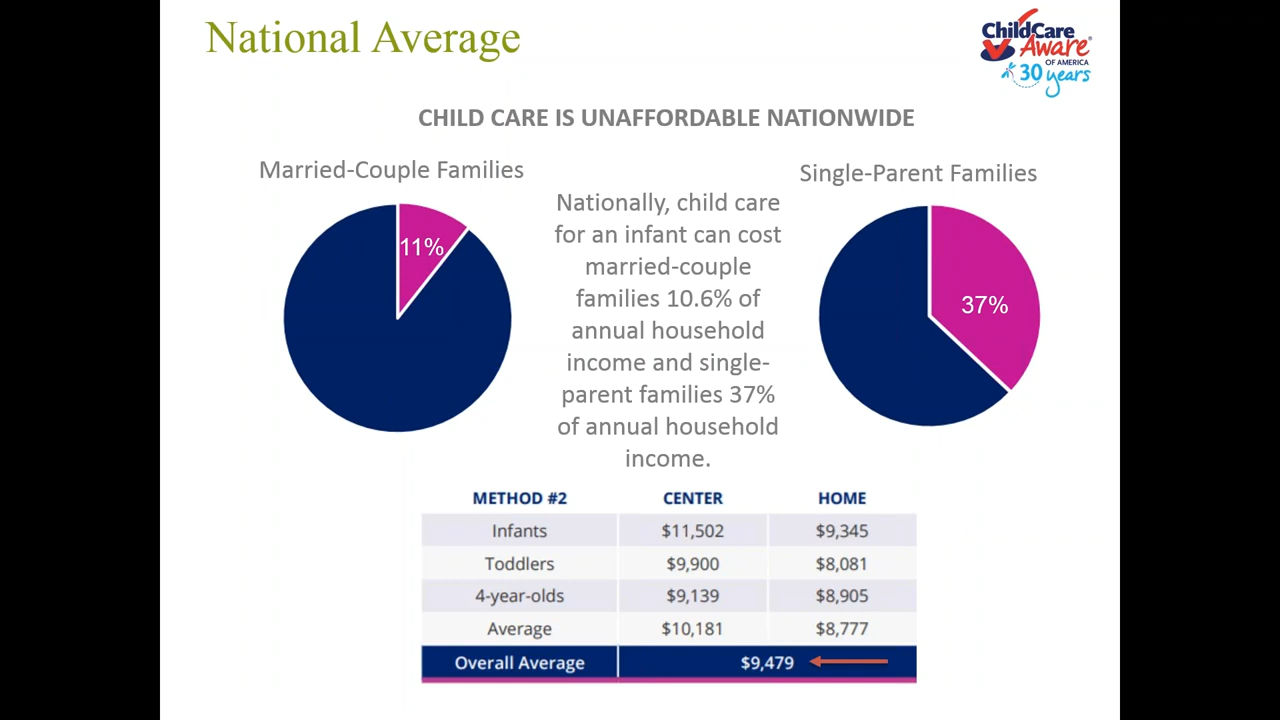 National Average
ChildCare
Aware®
OF AMERICA
30 years
CHILD CARE IS UNAFFORDABLE NATIONWIDE
Married-Couple Families
11%
Nationally, child care
for an infant can cost
married-couple
families 10.6% of
annual household
income and single-
parent families 37%
of annual household
income.
Single-Parent Families
37%
METHOD #2 CENTER HOME
Infants $11,502 $9,345
Toddlers $9,900 $8,081
4-year-olds $9,139 $8,905
Average $10,181 $8,777
Overall Average $9,479